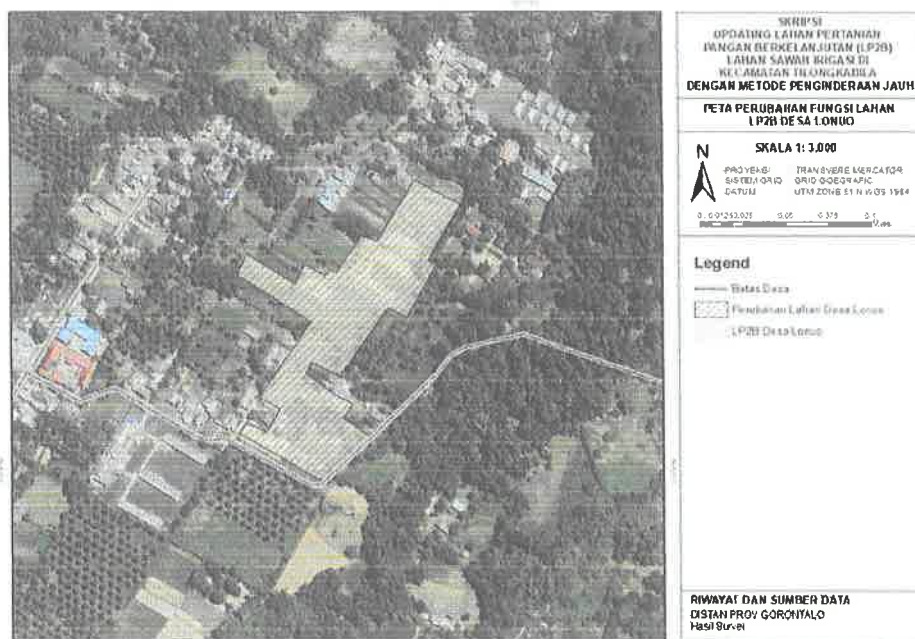 SKRIPSI
UPDATING LAHAN PERTANIAN
PANGAN BERKELANJUTAN (LP2B)
LAHAN SAWAH IRIGASI DI
KECAMATAN TILONGKABILA
DENGAN METODE PENGINDERAAN JAUH
PETA PERUBAHAN FUNGSI LAHAN
LP2B DESA LONUO
N
SKALA 1: 3.000
PROYEKSI TRANSVERE MERCATOR
SISTEM GRID GRID GOEGRAFIC
DATUM UTM ZONE 51 N WGS 1984
Legend
Batas Desa
Perubahan Lahan Desa Lonuo
LP2B Desa Lonuo
RIWAYAT DAN SUMBER DATA
DISTAN PROV GORONTALO
Hasil Survei